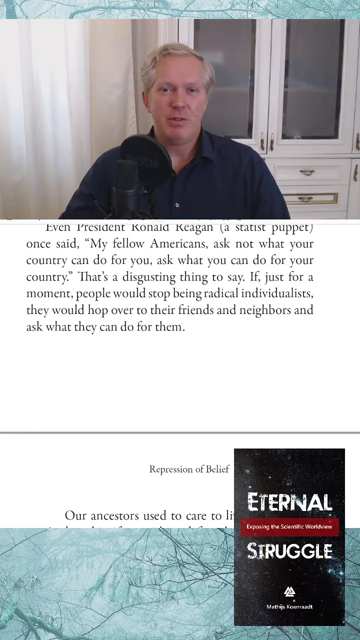 Even President Ronald Reagan (a statist puppet)
once said, “My fellow Americans, ask not what your
country can do for you, ask what you can do for your
country.” That’s a disgusting thing to say. If, just for a
moment, people would stop being radical individualists,
they would hop over to their friends and neighbors and
ask what they can do for them.
Repression of Belief
Our ancestors used to care to
ETERNAL
Exposing the Scientific Worldview
STRUGGLE
Mathijs Koenraadt